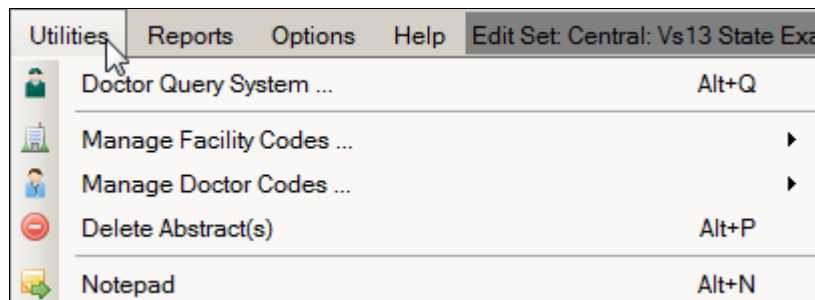 Utilities Reports Options Help Edit Set: Central: Vs13 State
Doctor Query System ... Alt+Q
Manage Facility Codes ...
Manage Doctor Codes ...
Delete Abstract(s) Alt+P
Notepad Alt+N